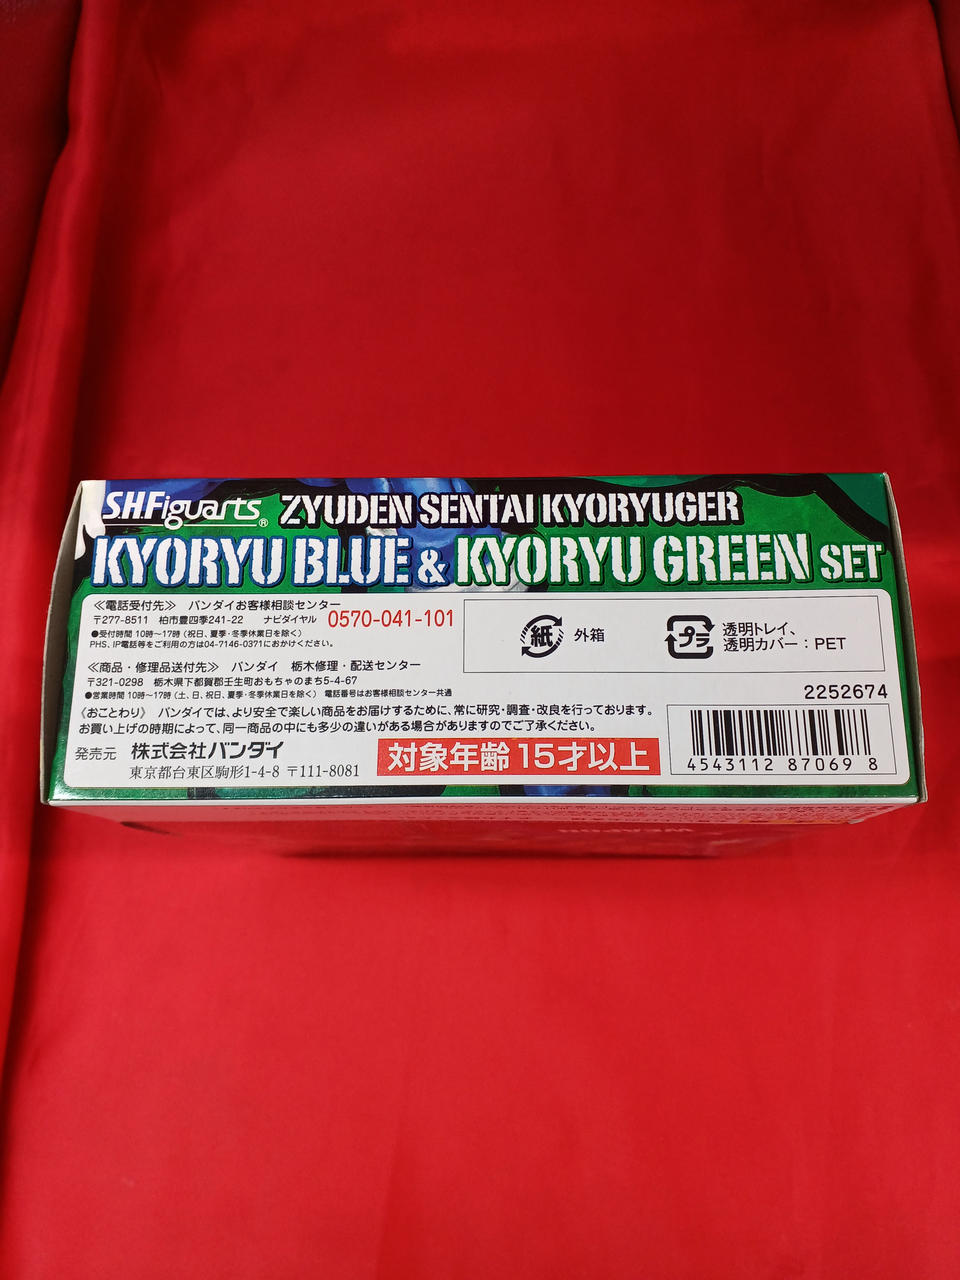 S.H.Figuarts® ZYUDEN SENTAI KYORYUGER
KYORYU BLUE & KYORYU GREEN SET
≪電話受付先≫ バンダイお客様相談センター
〒277-8511 柏市豊四季241-22 ナビダイヤル 0570-041-101
●受付時間 10時~17時 (祝日、夏季・冬季休業日を除く)
PHS、IP電話等をご利用の方は04-7146-0371におかけください。
≪商品・修理品送付先≫ バンダイ 栃木修理・配送センター
〒321-0298 栃木県下都賀郡壬生町おもちゃのまち5-4-67
●営業時間 10時~17時 (土、日、祝日、夏季・冬季休業日を除く) 電話番号はお客様相談センター共通
《おことわり》 バンダイでは、より安全で楽しい商品をお届けするために、常に研究・調査・改良を行っております。
お買い上げの時期によって、同一商品の中にも多少の違いがある場合がありますのでご了承ください。
発売元 株式会社バンダイ
東京都台東区駒形1-4-8 〒111-8081
対象年齢 15才以上
紙 外箱
プラ 透明トレイ、
透明カバー：PET
2252674
4543112 87069 8
WEAPON